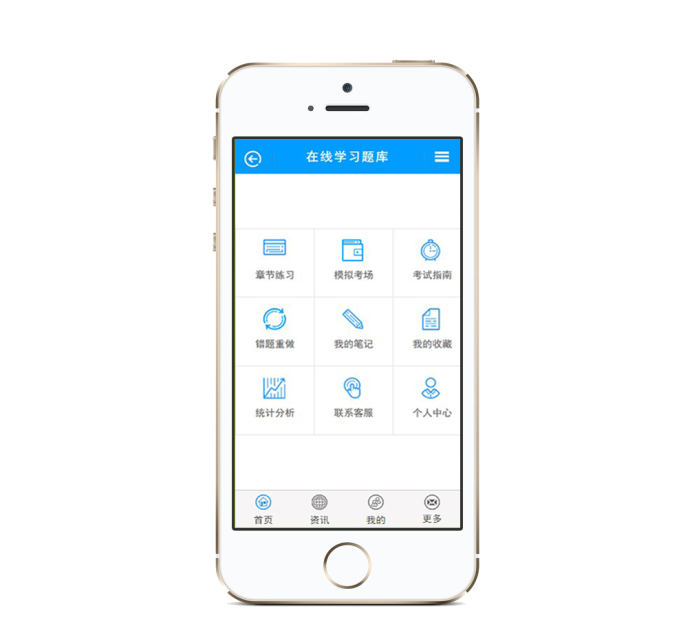 在线学习题库
章节练习 模拟考场 考试指南
错题重做 我的笔记 我的收藏
统计分析 联系客服 个人中心
首页 资讯 我的 更多